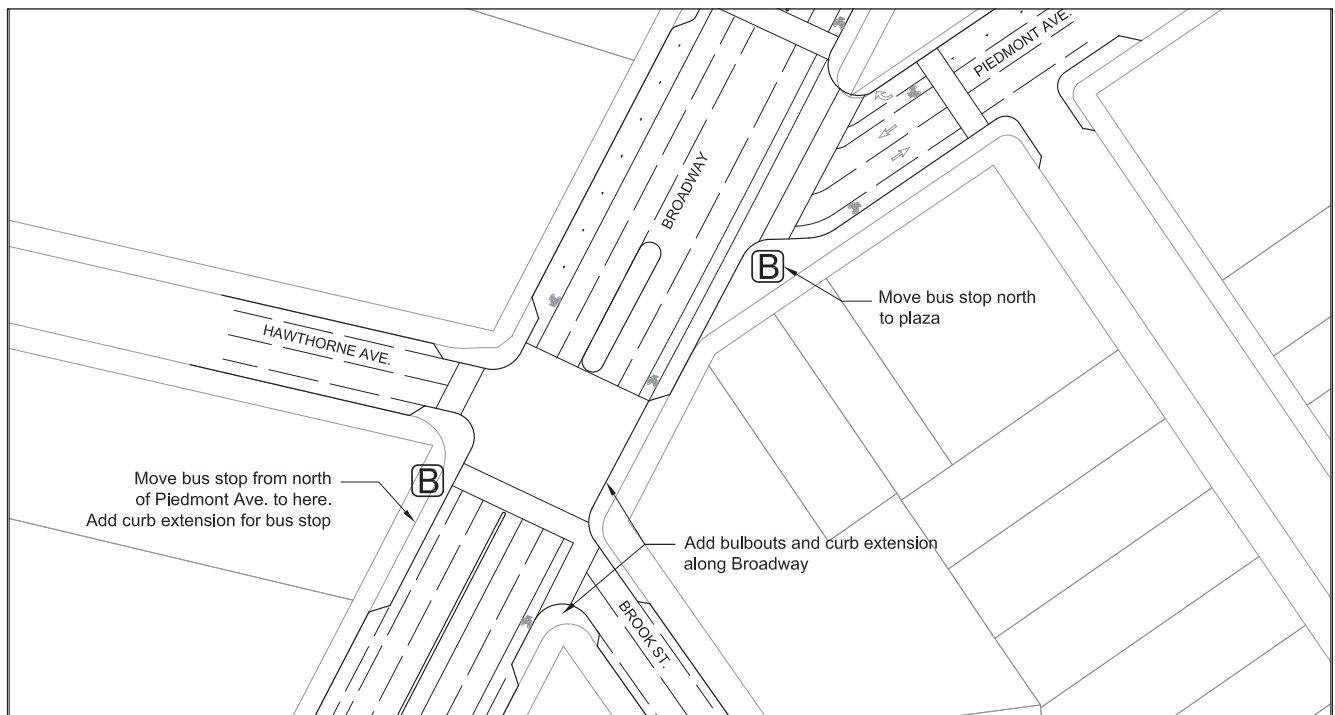 PIEDMONT AVE.
BROADWAY
B
Move bus stop north
to plaza
HAWTHORNE AVE.
Move bus stop from north
of Piedmont Ave. to here.
Add curb extension for bus stop
B
Add bulbouts and curb extension
along Broadway
BROOK ST.